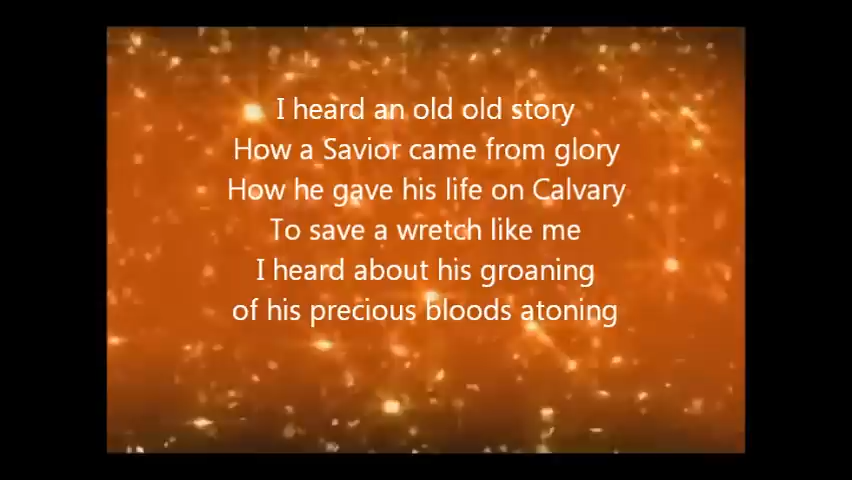 I heard an old old story
How a Savior came from glory
How he gave his life on Calvary
To save a wretch like me
I heard about his groaning
of his precious bloods atoning